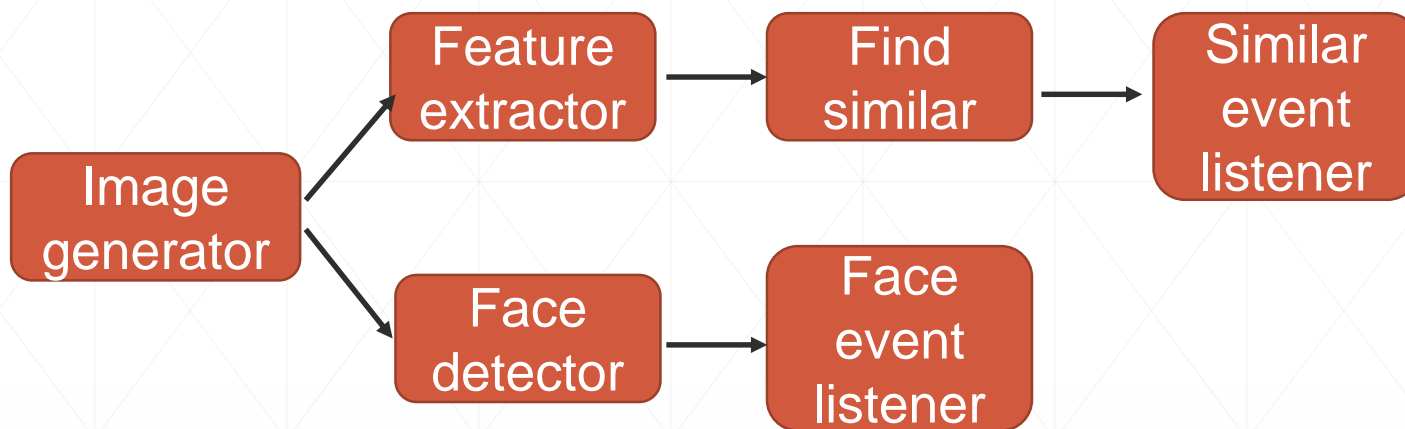 Feature
extractor
Find
similar
Similar
event
listener
Image
generator
Face
detector
Face
event
listener